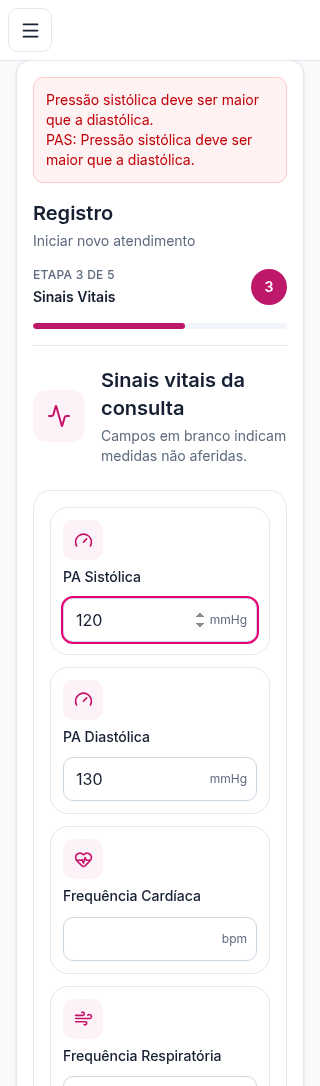 Pressão sistólica deve ser maior
que a diastólica.
PAS: Pressão sistólica deve ser
maior que a diastólica.
Registro
Iniciar novo atendimento
ETAPA 3 DE 5
Sinais Vitais
3
Sinais vitais da
consulta
Campos em branco indicam
medidas não aferidas.
PA Sistólica
120 mmHg
PA Diastólica
130 mmHg
Frequência Cardíaca
bpm
Frequência Respiratória